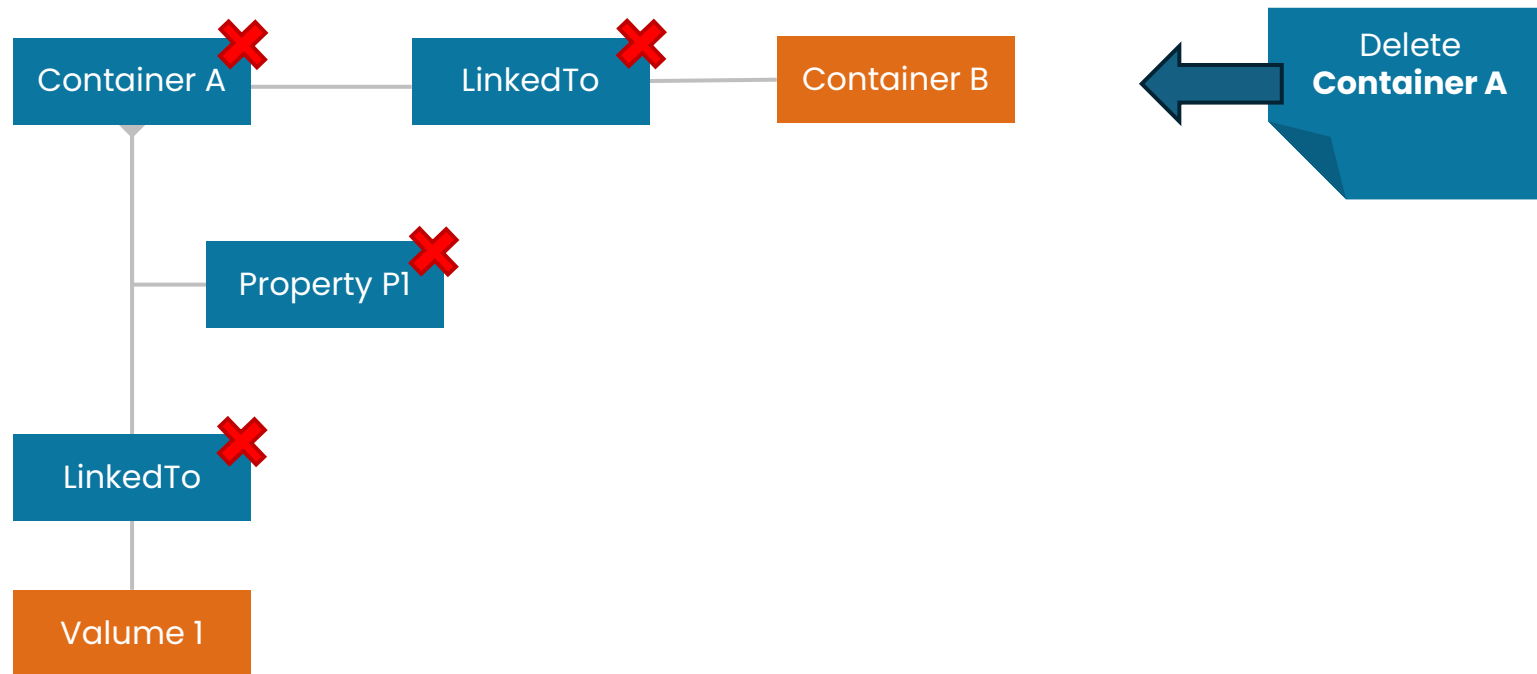 Container A
LinkedTo
Container B
Delete
Container A
Property P1
LinkedTo
Valume 1